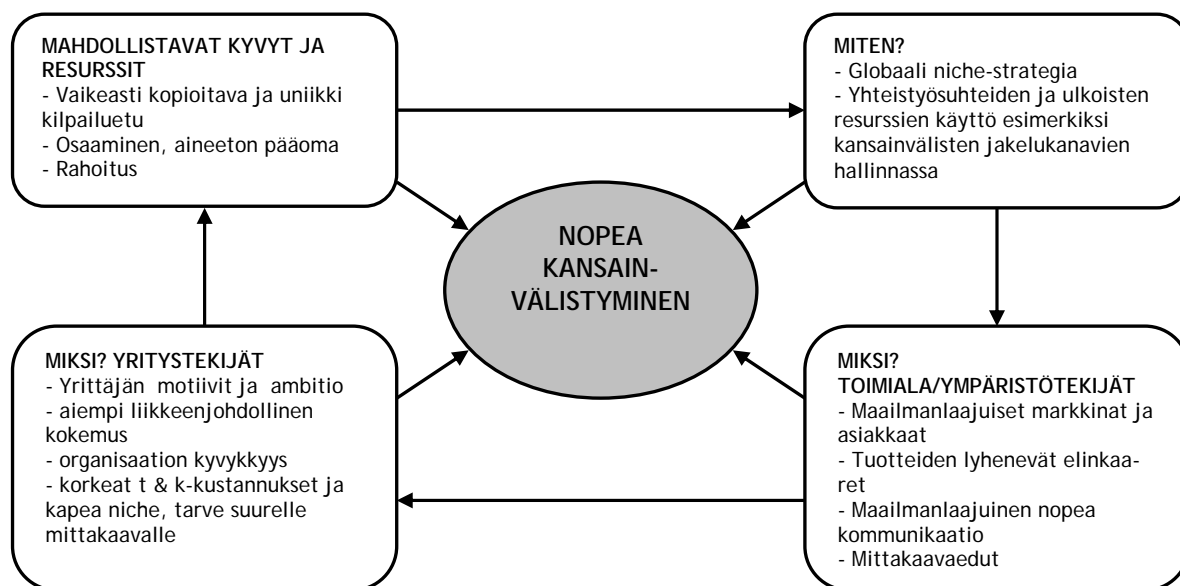 MAHDOLLISTAVAT KYVYT JA
RESURSSIT
- Vaikeasti kopioitava ja uniikki
kilpailuetu
- Osaaminen, aineeton pääoma
- Rahoitus
MITEN?
- Globaali niche-strategia
- Yhteistyösuhteiden ja ulkoisten
resurssien käyttö esimerkiksi
kansainvälisten jakelukanavien
hallinnassa
NOPEA
KANSAIN-
VÄLISTYMINEN
MIKSI? YRITYSTEKIJÄT
- Yrittäjän motiivit ja ambitio
- aiempi liikkeenjohdollinen
kokemus
- organisaation kyvykkyys
- korkeat t & k-kustannukset ja
kapea niche, tarve suurelle
mittakaavalle
MIKSI?
TOIMIALA/YMPÄRISTÖTEKIJÄT
- Maailmanlaajuiset markkinat ja
asiakkaat
- Tuotteiden lyhenevät elinkaa-
ret
- Maailmanlaajuinen nopea
kommunikaatio
- Mittakaavaedut